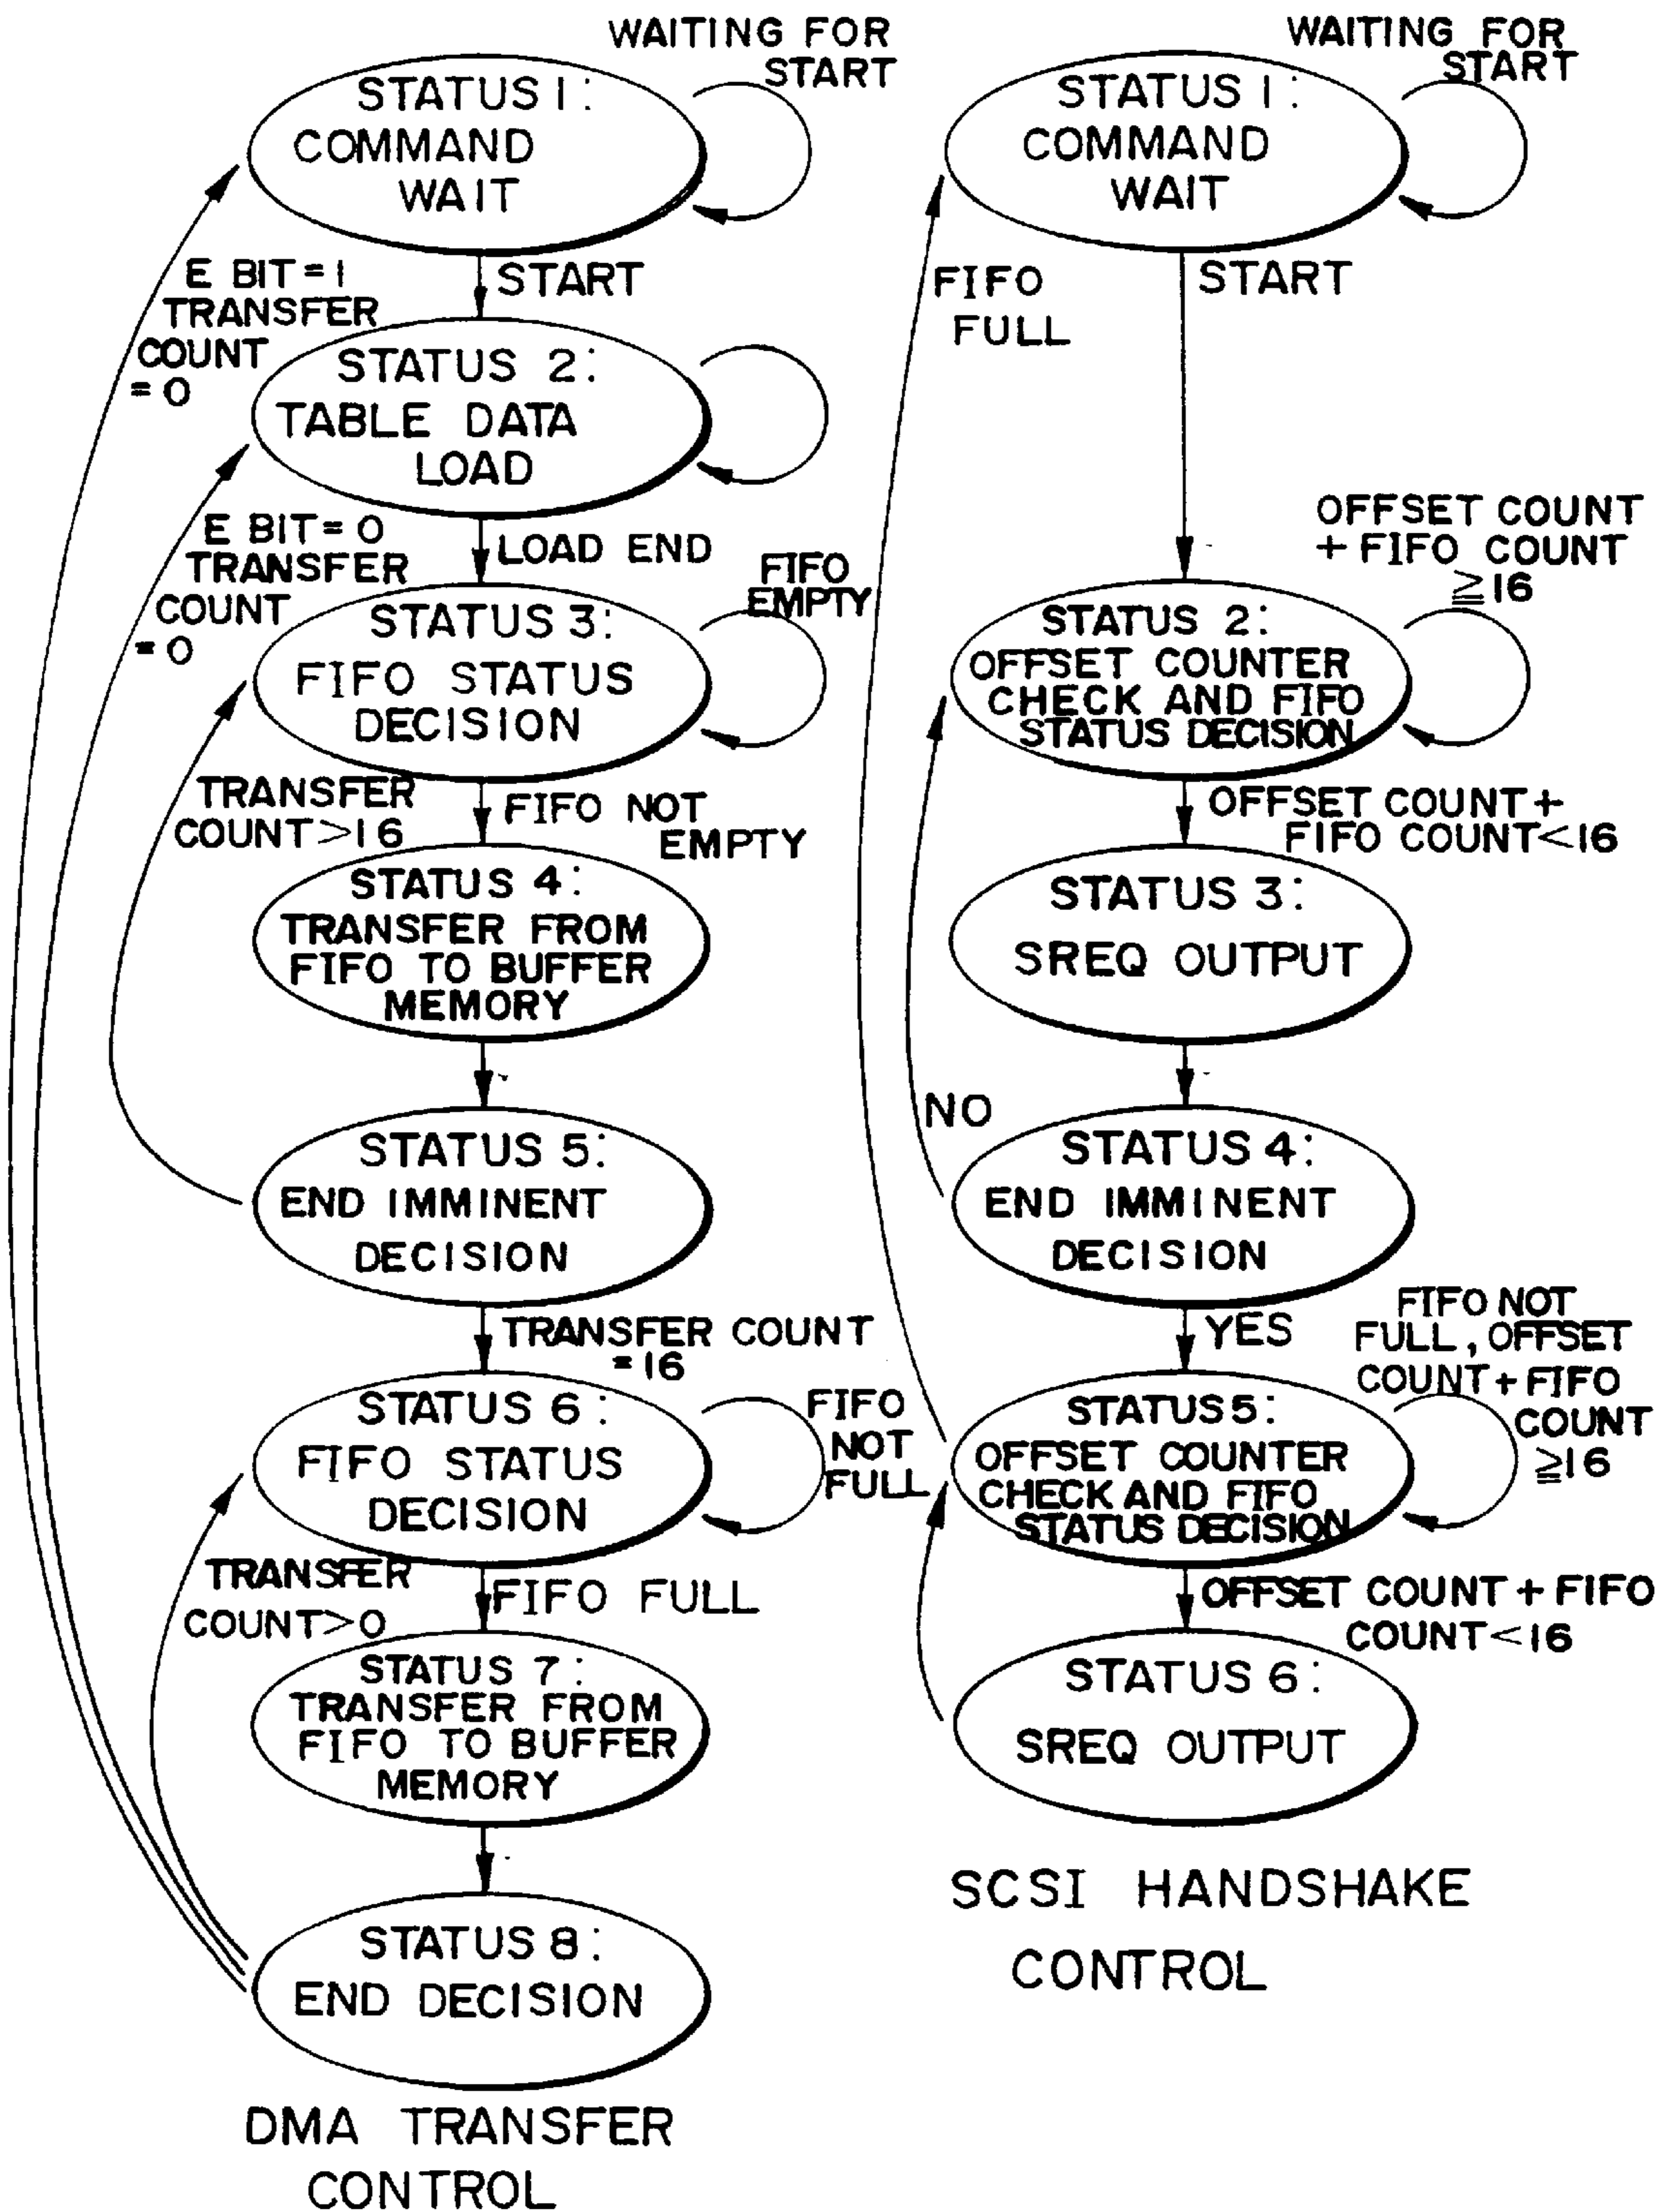 WAITING FOR
START
STATUS 1:
COMMAND
WAIT
E BIT=1
TRANSFER
COUNT
=0
START
STATUS 2:
TABLE DATA
LOAD
E BIT=0
TRANSFER
COUNT
=0
LOAD END
FIFO
EMPTY
STATUS 3:
FIFO STATUS
DECISION
TRANSFER
COUNT>16
FIFO NOT
EMPTY
STATUS 4:
TRANSFER FROM
FIFO TO BUFFER
MEMORY
STATUS 5:
END IMMINENT
DECISION
TRANSFER COUNT
=16
STATUS 6:
FIFO STATUS
DECISION
FIFO
NOT
FULL
TRANSFER
COUNT>0
FIFO FULL
STATUS 7:
TRANSFER FROM
FIFO TO BUFFER
MEMORY
STATUS 8:
END DECISION
DMA TRANSFER
CONTROL
WAITING FOR
START
STATUS 1:
COMMAND
WAIT
FIFO
FULL
START
OFFSET COUNT
+ FIFO COUNT
≧16
STATUS 2:
OFFSET COUNTER
CHECK AND FIFO
STATUS DECISION
OFFSET COUNT+
FIFO COUNT<16
STATUS 3:
SREQ OUTPUT
NO
STATUS 4:
END IMMINENT
DECISION
YES
FIFO NOT
FULL, OFFSET
COUNT+FIFO
COUNT
≧16
STATUS 5:
OFFSET COUNTER
CHECK AND FIFO
STATUS DECISION
OFFSET COUNT + FIFO
COUNT<16
STATUS 6:
SREQ OUTPUT
SCSI HANDSHAKE
CONTROL